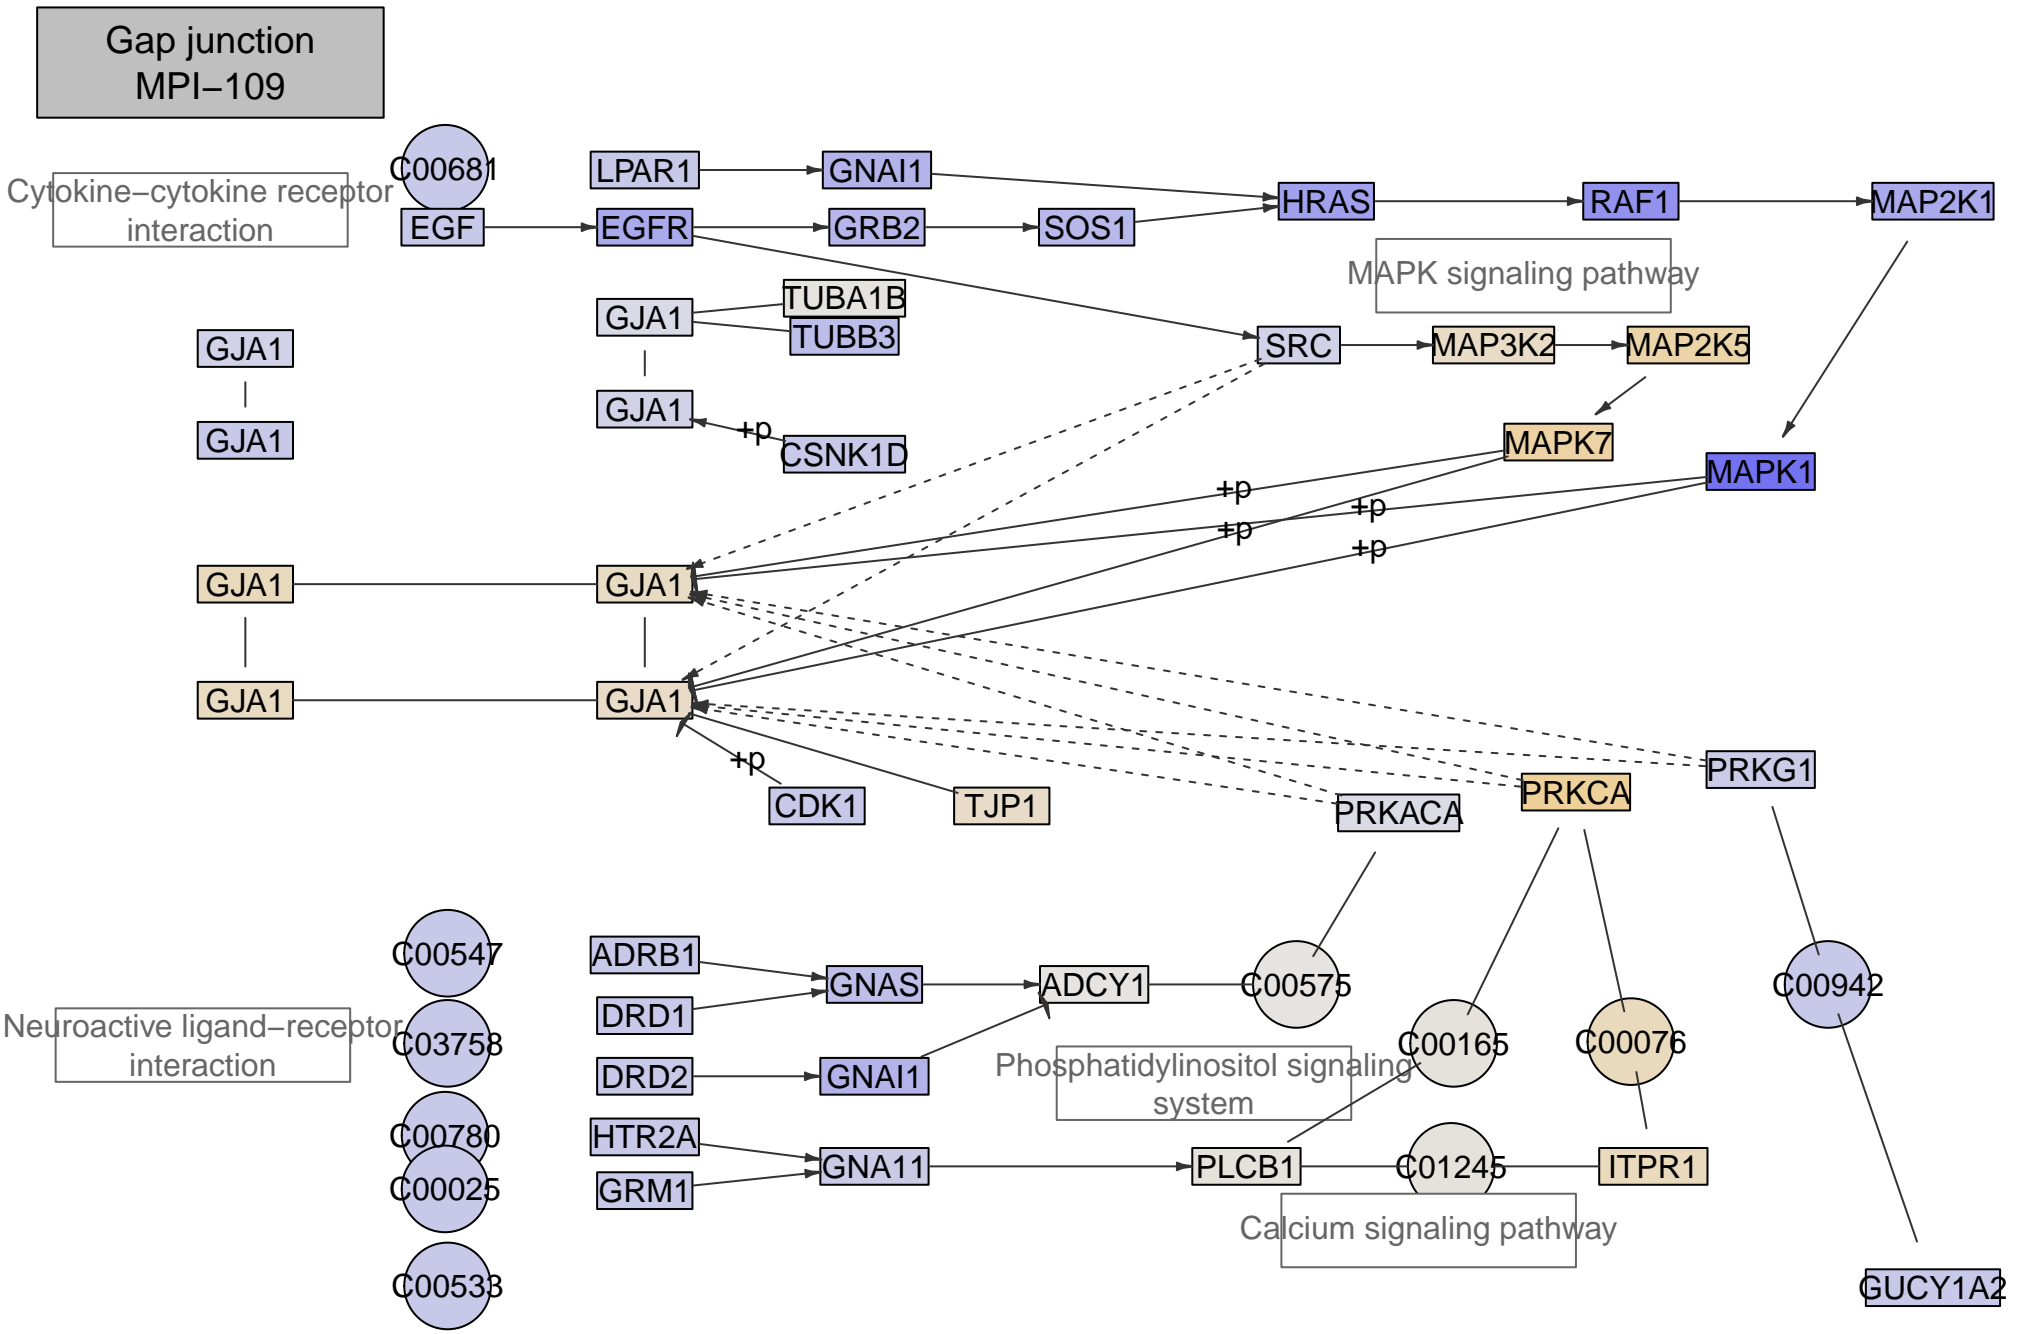 Gap junction
MPI−109
C00681
LPAR1
GNAI1
Cytokine−cytokine receptor
interaction
HRAS
RAF1
MAP2K1
EGF
EGFR
GRB2
SOS1
MAPK signaling pathway
TUBA1B
GJA1
TUBB3
GJA1
SRC
MAP3K2
MAP2K5
GJA1
+p
GJA1
CSNK1D
MAPK7
MAPK1
+p
+p
+p
+p
GJA1
GJA1
GJA1
GJA1
+p
CDK1
TJP1
PRKACA
PRKCA
PRKG1
C00547
ADRB1
GNAS
ADCY1
C00575
C00942
DRD1
Neuroactive ligand−receptor
interaction
C03758
C00165
C00076
DRD2
GNAI1
Phosphatidylinositol signaling
system
C00780
HTR2A
GNA11
PLCB1
C01245
ITPR1
C00025
GRM1
Calcium signaling pathway
C00533
GUCY1A2